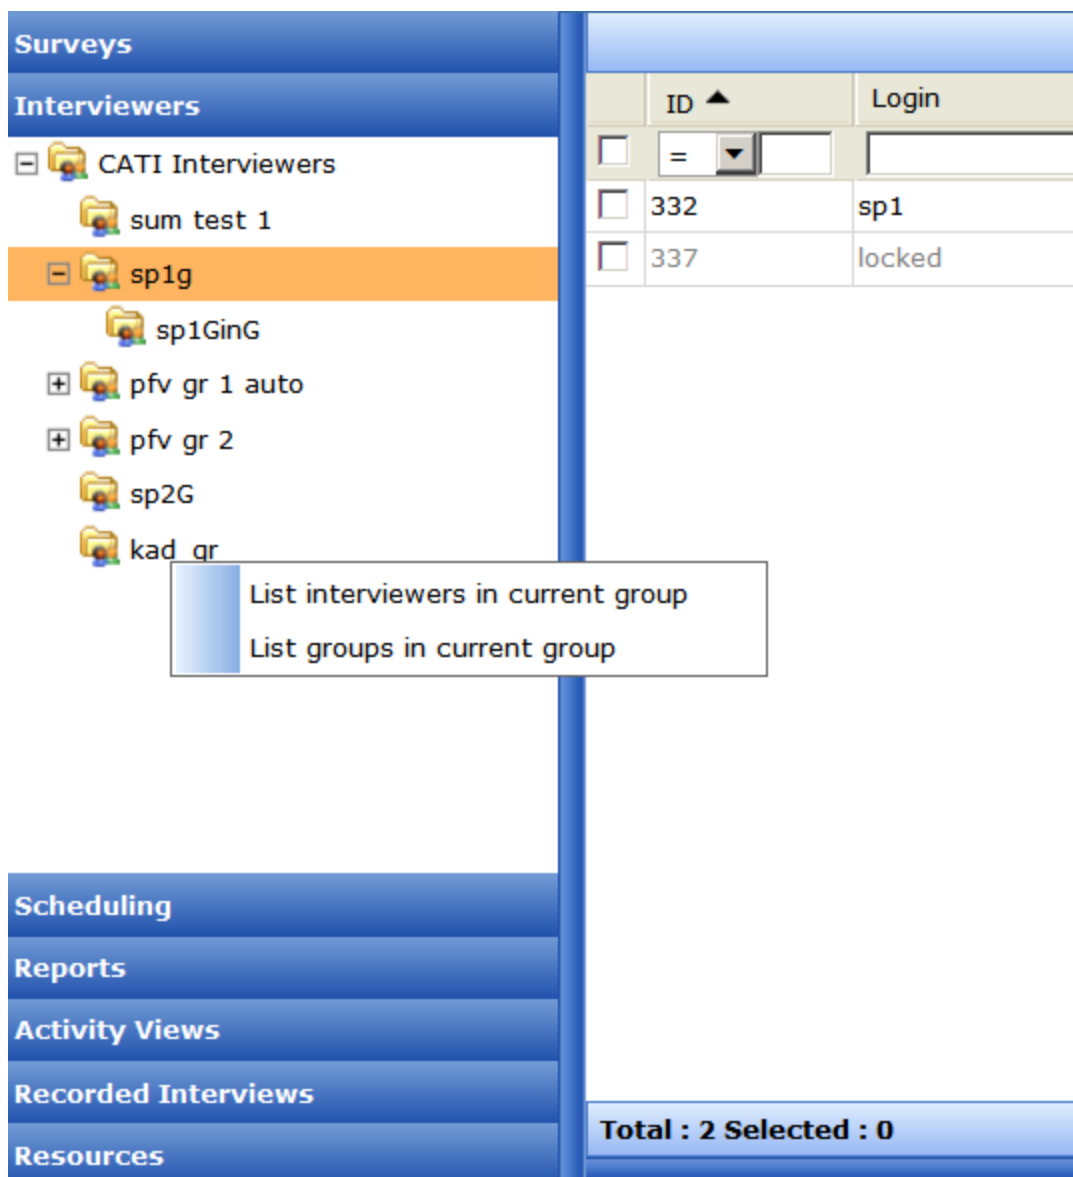 Surveys
Interviewers
CATI Interviewers
sum test 1
sp1g
sp1GinG
pfv gr 1 auto
pfv gr 2
sp2G
kad_gr
List interviewers in current group
List groups in current group
Scheduling
Reports
Activity Views
Recorded Interviews
Resources
ID Login
=
332 sp1
337 locked
Total : 2 Selected : 0